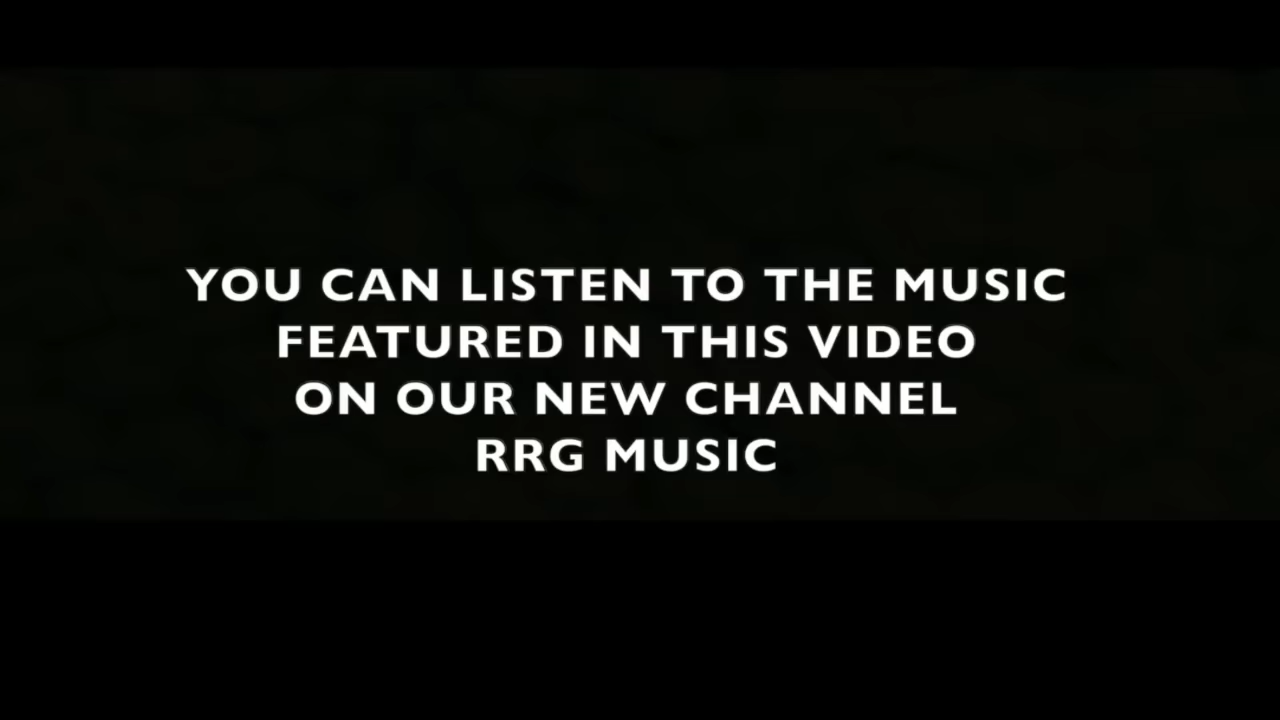 YOU CAN LISTEN TO THE MUSIC
FEATURED IN THIS VIDEO
ON OUR NEW CHANNEL
RRG MUSIC